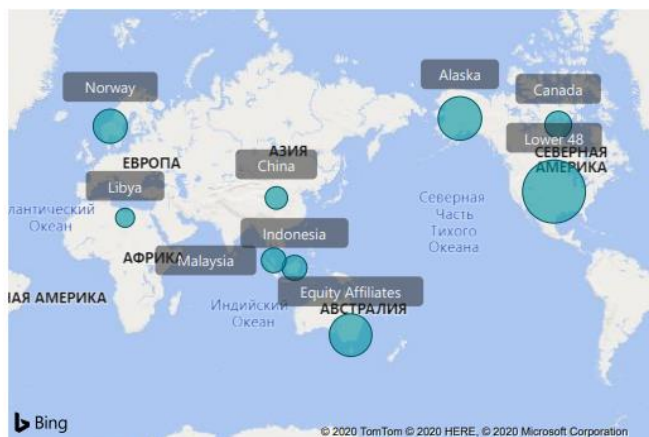 Norway
Alaska
Canada
Lower 48
АЗИЯ
ЕВРОПА
China
СЕВЕРНАЯ
АМЕРИКА
Libya
лантический
Океан
Северная
Часть
Тихого
Океана
Indonesia
АФРИКА
Malaysia
Equity Affiliates
НАЯ АМЕРИКА
Индийский
Океан
АВСТРАЛИЯ
Bing
© 2020 TomTom © 2020 HERE, © 2020 Microsoft Corporation